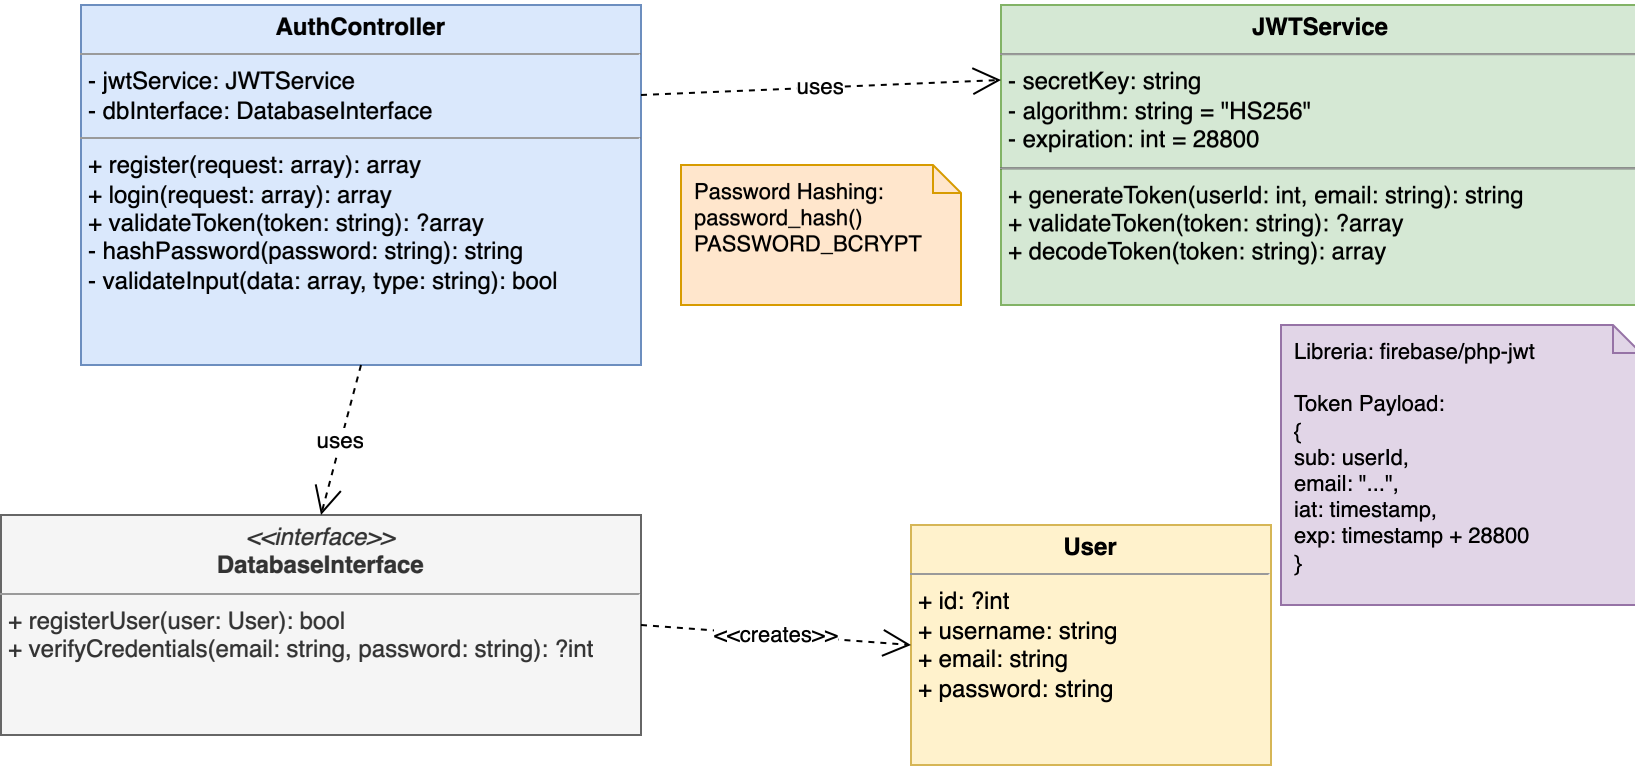 AuthController
- jwtService: JWTService
- dbInterface: DatabaseInterface
+ register(request: array): array
+ login(request: array): array
+ validateToken(token: string): ?array
- hashPassword(password: string): string
- validateInput(data: array, type: string): bool
uses
JWTService
- secretKey: string
- algorithm: string = "HS256"
- expiration: int = 28800
+ generateToken(userId: int, email: string): string
+ validateToken(token: string): ?array
+ decodeToken(token: string): array
Password Hashing:
password_hash()
PASSWORD_BCRYPT
Libreria: firebase/php-jwt
Token Payload:
{
sub: userId,
email: "...",
iat: timestamp,
exp: timestamp + 28800
}
uses
<<interface>>
DatabaseInterface
+ registerUser(user: User): bool
+ verifyCredentials(email: string, password: string): ?int
<<creates>>
User
+ id: ?int
+ username: string
+ email: string
+ password: string